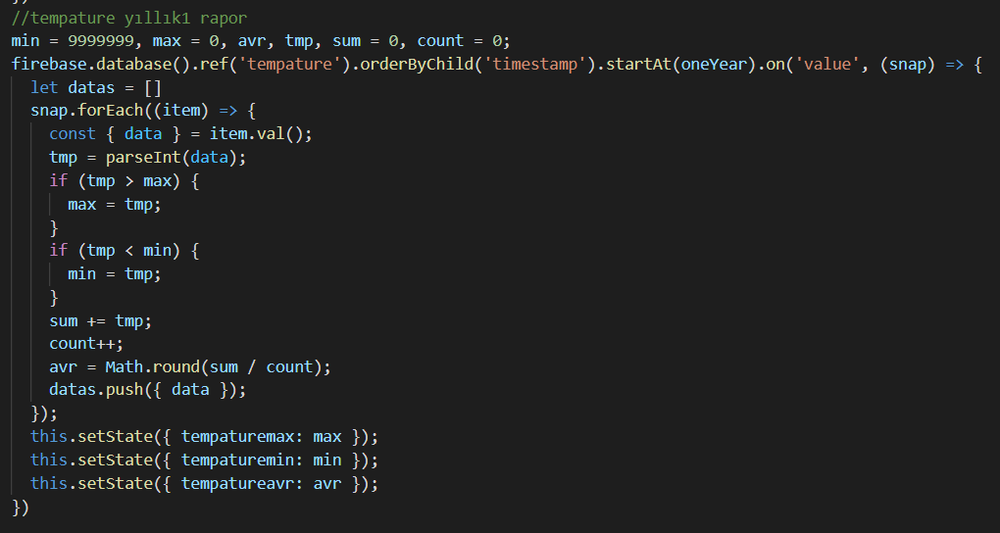 //tempature yıllık1 rapor
min = 9999999, max = 0, avr, tmp, sum = 0, count = 0;
firebase.database().ref('tempature').orderByChild('timestamp').startAt(oneYear).on('value', (snap) => {
  let datas = []
  snap.forEach((item) => {
    const { data } = item.val();
    tmp = parseInt(data);
    if (tmp > max) {
      max = tmp;
    }
    if (tmp < min) {
      min = tmp;
    }
    sum += tmp;
    count++;
    avr = Math.round(sum / count);
    datas.push({ data });
  });
  this.setState({ tempaturemax: max });
  this.setState({ tempaturemin: min });
  this.setState({ tempatureavr: avr });
})